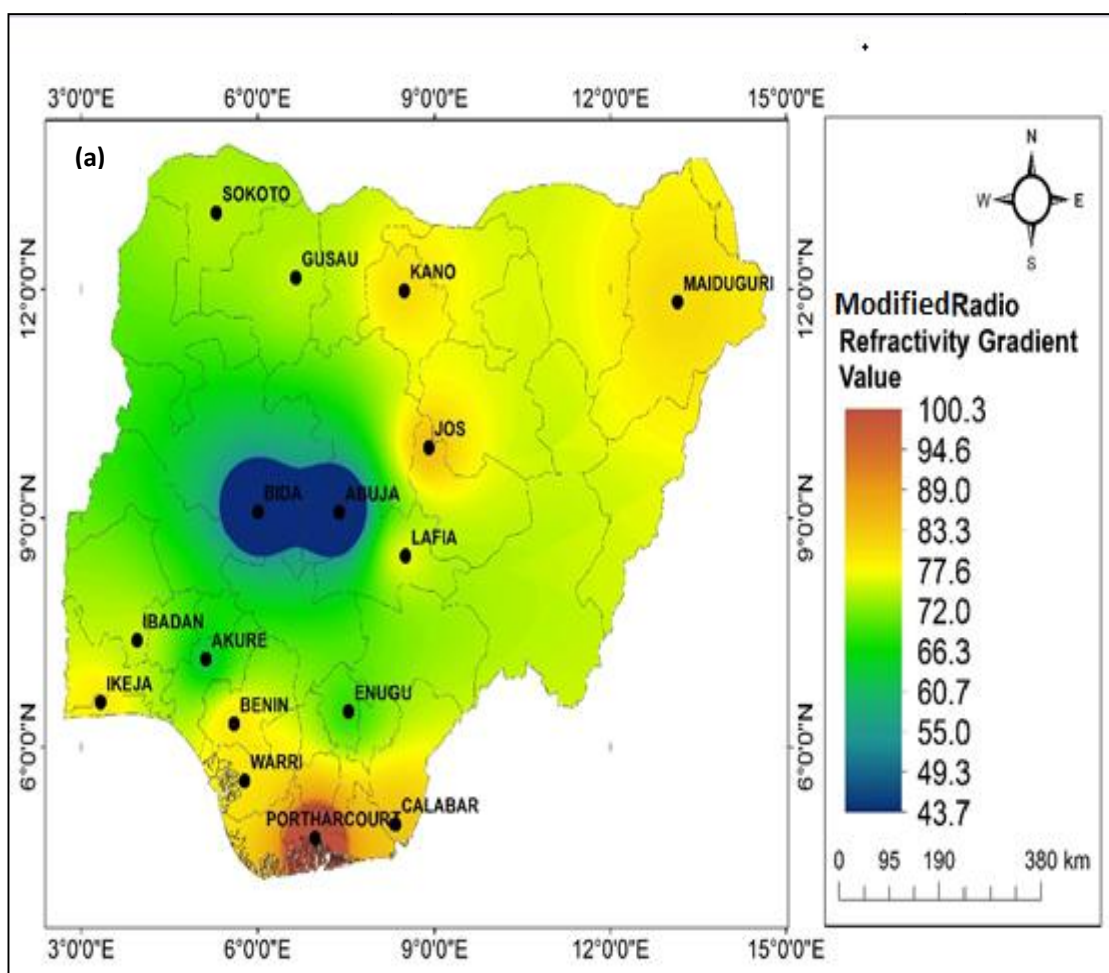 3°0'0"E 6°0'0"E 9°0'0"E 12°0'0"E 15°0'0"E
(a)
SOKOTO
GUSAU
KANO
MAIDUGURI
JOS
BIDA
ABUJA
LAFIA
IBADAN
AKURE
IKEJA
BENIN
ENUGU
WARRI
PORTHARCOURT
CALABAR
12°0'0"N
9°0'0"N
6°0'0"N
12°0'0"N
9°0'0"N
6°0'0"N
3°0'0"E 6°0'0"E 9°0'0"E 12°0'0"E 15°0'0"E
N
W E
S
ModifiedRadio
Refractivity Gradient
Value
100.3
94.6
89.0
83.3
77.6
72.0
66.3
60.7
55.0
49.3
43.7
0 95 190 380 km